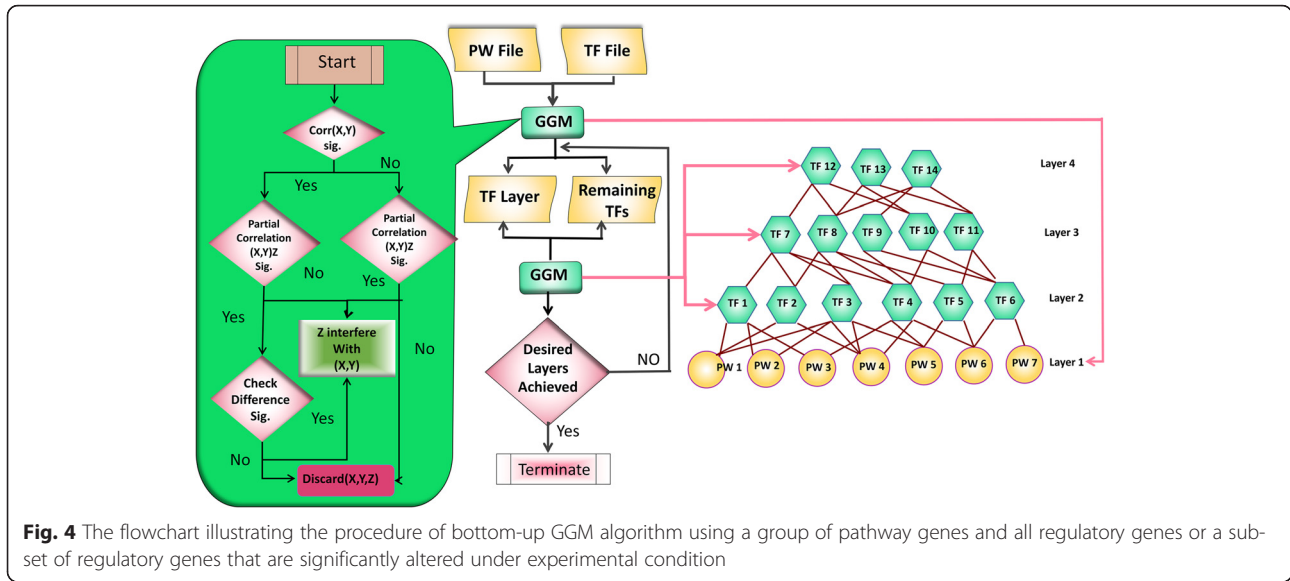 Start
Corr(X,Y)
sig.
Yes
No
Partial
Correlation
(X,Y)Z
Sig.
Partial
Correlation
(X,Y)Z
Sig.
No
Yes
Yes
Z interfere
With
(X,Y)
No
Check
Difference
Sig.
Yes
No
Discard(X,Y,Z)
PW File
TF File
GGM
TF Layer
Remaining
TFs
GGM
Desired
Layers
Achieved
NO
Yes
Terminate
TF 12
TF 13
TF 14
Layer 4
TF 7
TF 8
TF 9
TF 10
TF 11
Layer 3
TF 1
TF 2
TF 3
TF 4
TF 5
TF 6
Layer 2
PW 1
PW 2
PW 3
PW 4
PW 5
PW 6
PW 7
Layer 1
Fig. 4 The flowchart illustrating the procedure of bottom-up GGM algorithm using a group of pathway genes and all regulatory genes or a sub-
set of regulatory genes that are significantly altered under experimental condition